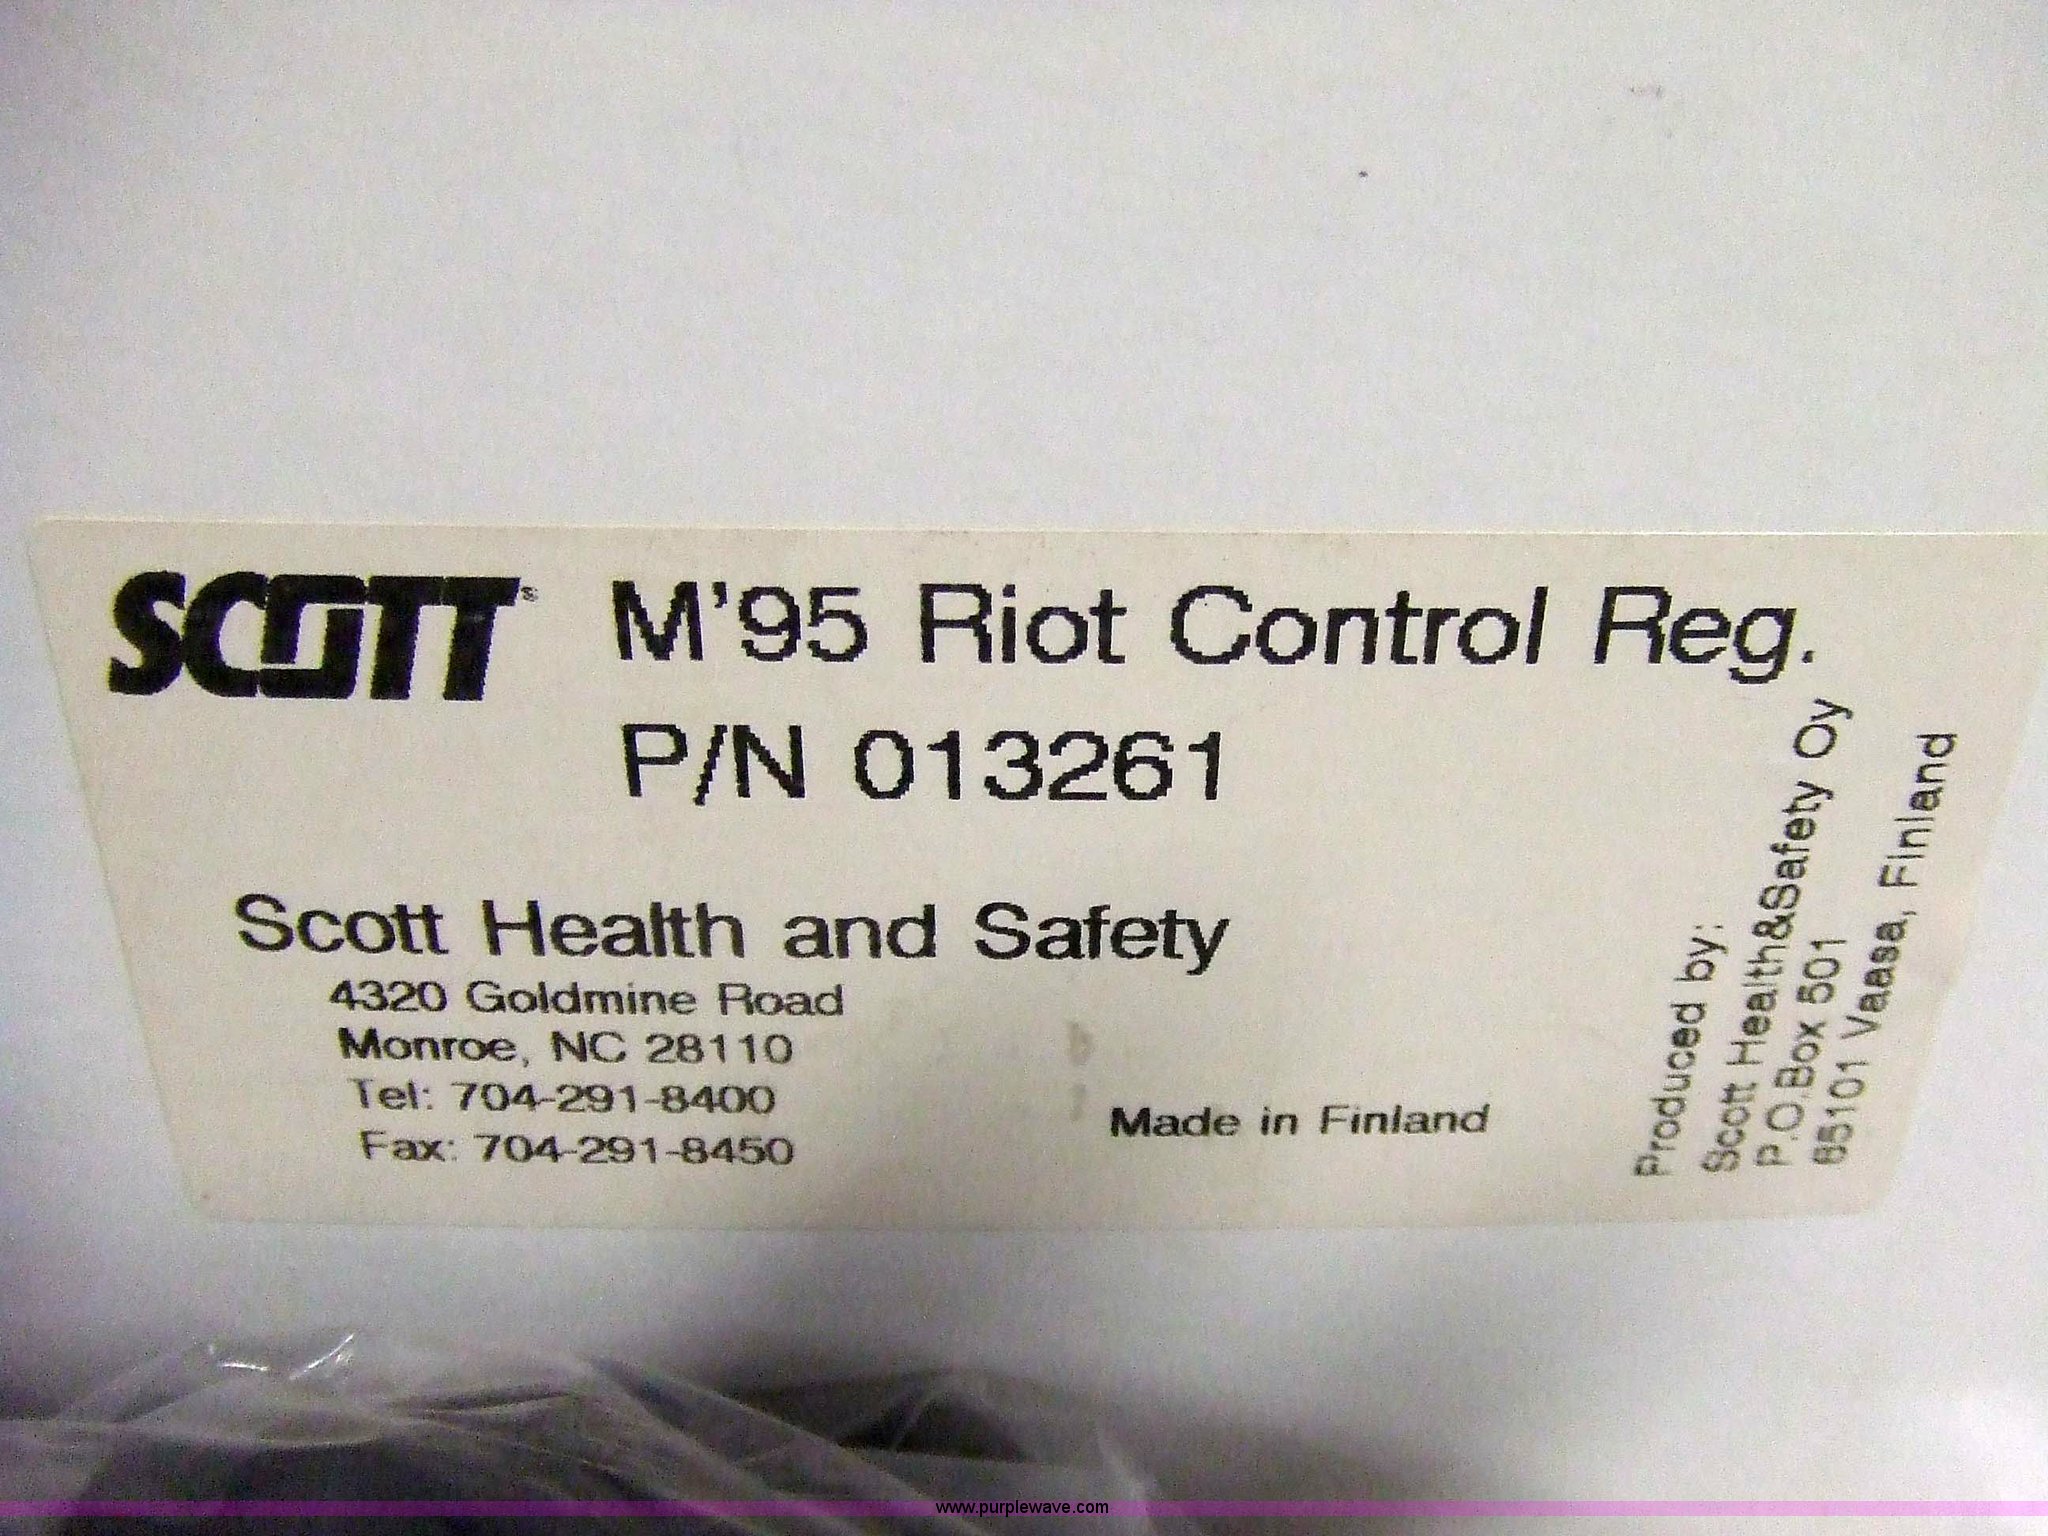 SCOTT
M'95 Riot Control Reg.
P/N 013261
Scott Health and Safety
4320 Goldmine Road
Monroe, NC 28110
Tel: 704-291-8400
Fax: 704-291-8450
Made in Finland
Produced by:
Scott Health&Safety Oy
P.O.Box 501
65101 Vaasa, Finland
www.purplewave.com